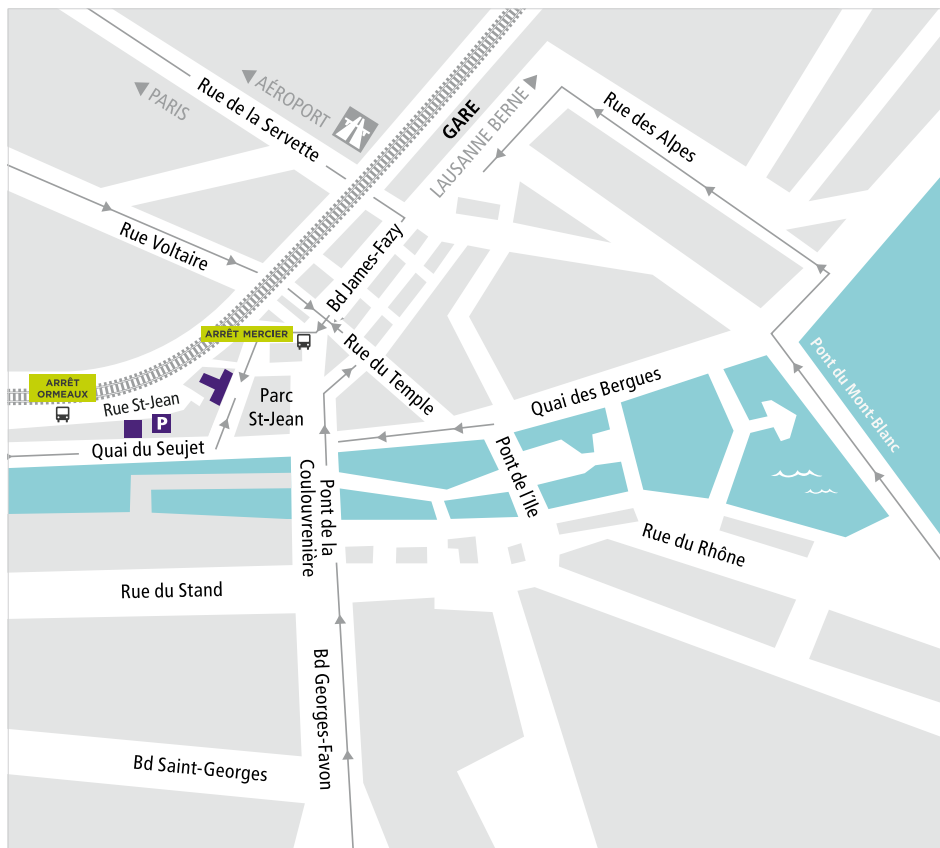 AÉROPORT
PARIS
Rue de la Servette
GARE
LAUSANNE BERNE
Rue des Alpes
Rue Voltaire
Bd James-Fazy
ARRÊT MERCIER
Rue du Temple
Pont du Mont-Blanc
ARRÊT
ORMEAUX
Rue St-Jean
P
Parc
St-Jean
Quai des Bergues
Quai du Seujet
Pont de la
Coulouvrenière
Pont de l'Ile
Rue du Rhône
Rue du Stand
Bd Georges-Favon
Bd Saint-Georges